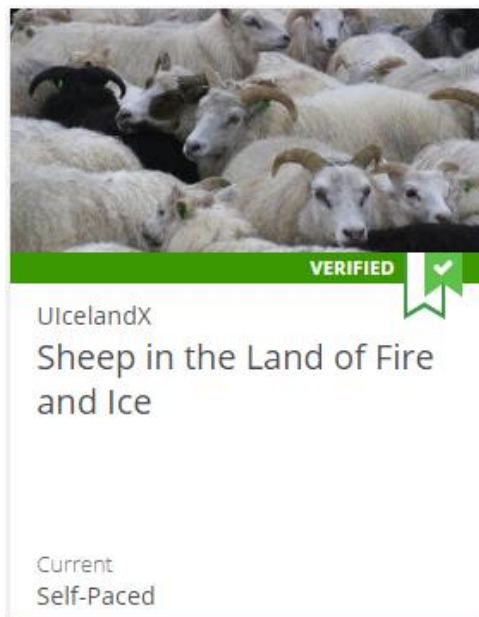 VERIFIED
UIcelandX
Sheep in the Land of Fire
and Ice
Current
Self-Paced